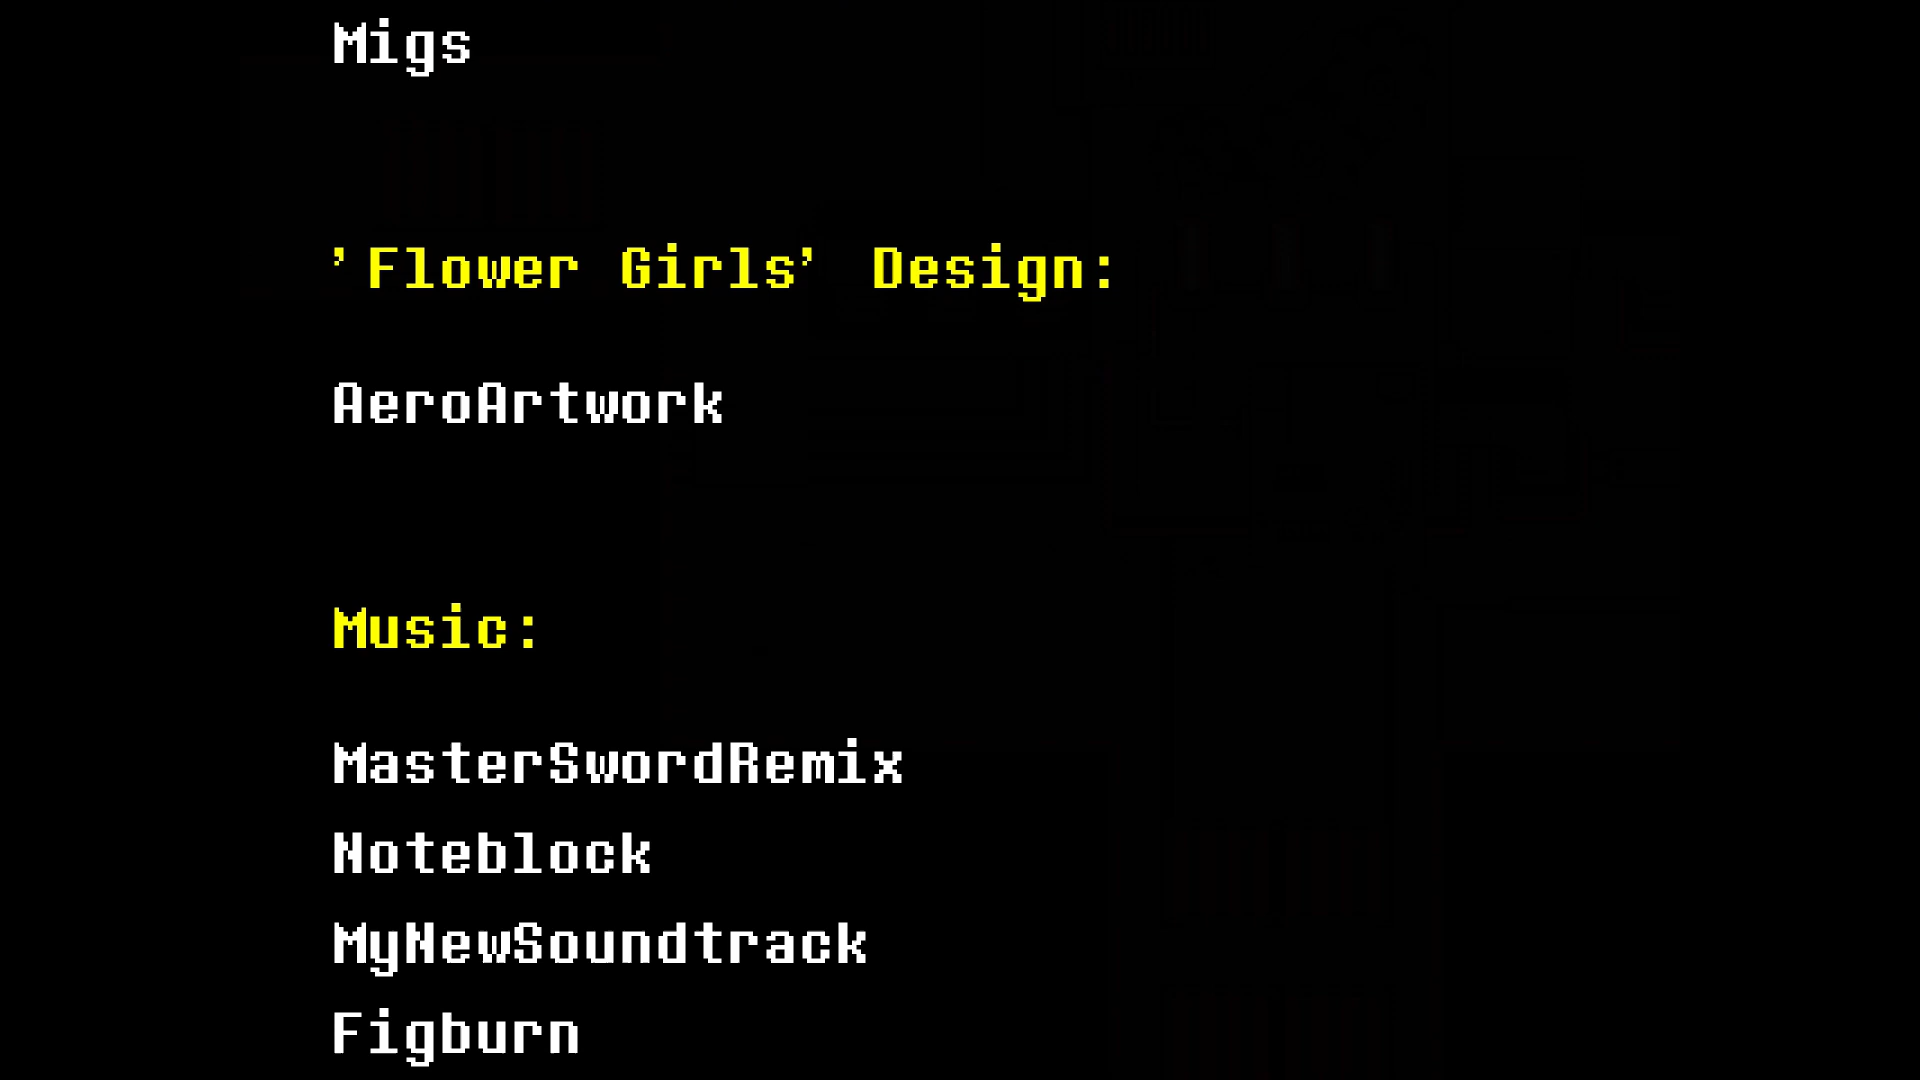 Migs
'Flower Girls' Design:
AeroArtwork
Music:
MasterSwordRemix
Noteblock
MyNewSoundtrack
Figburn